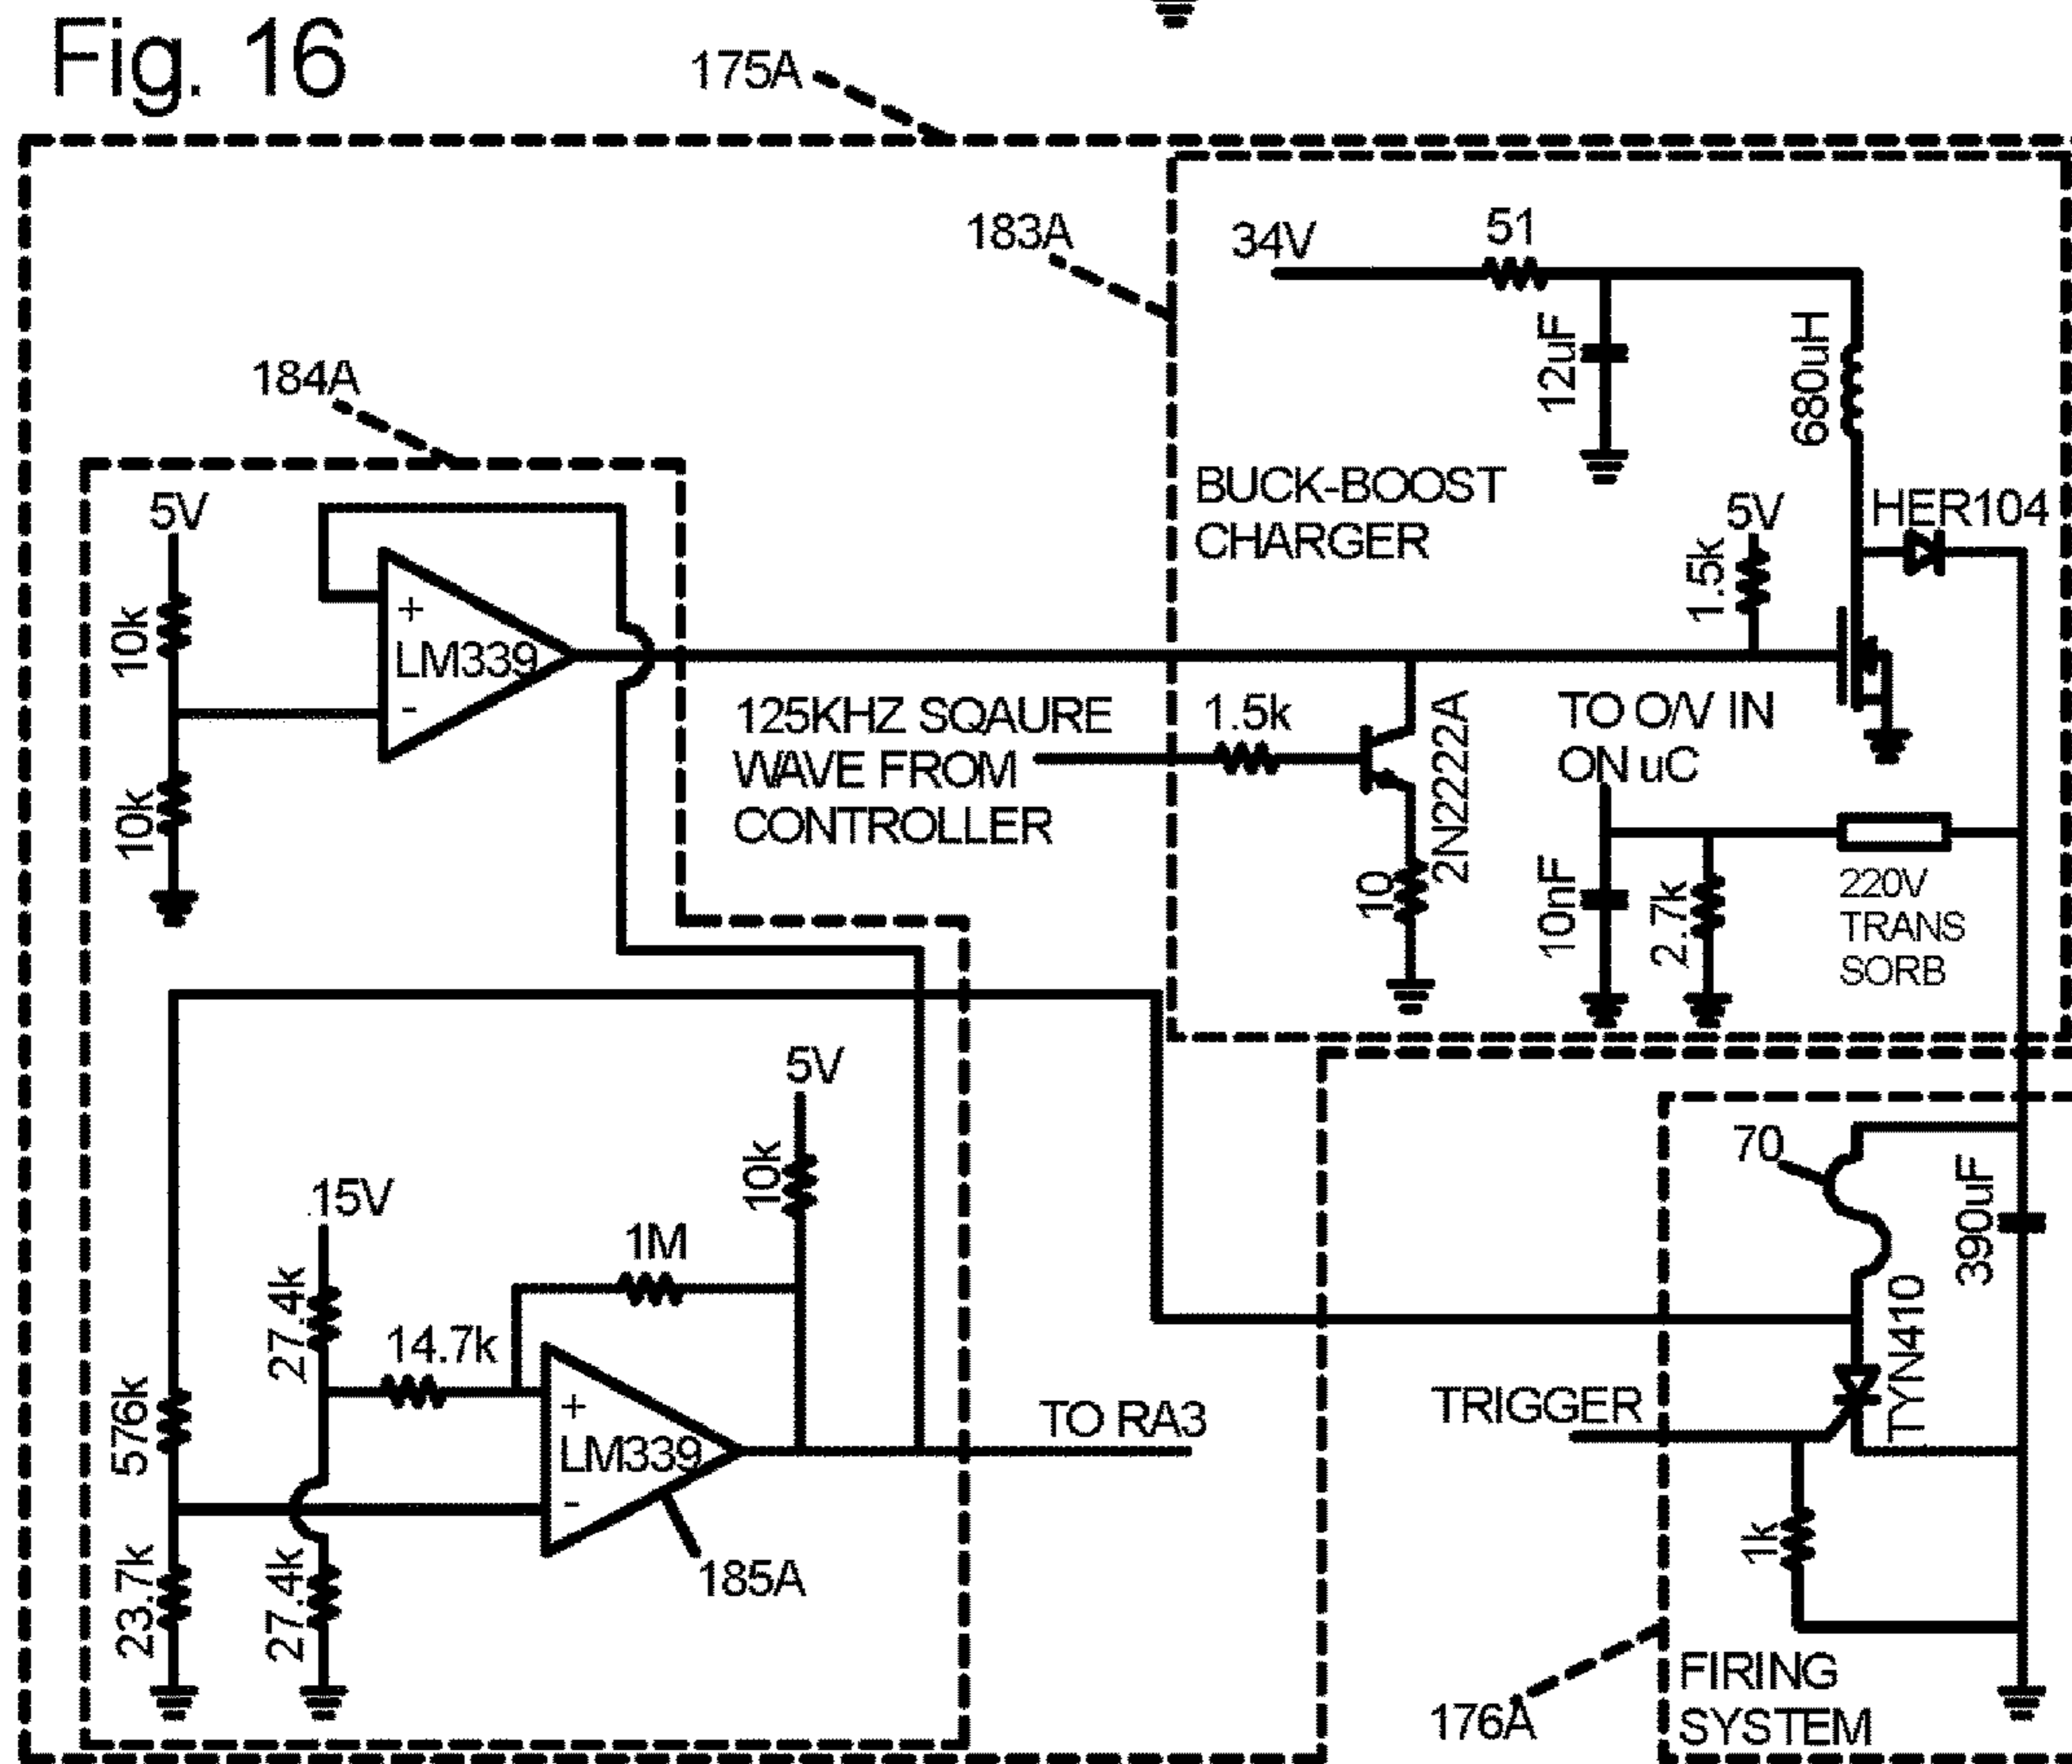 Fig. 16
175A
183A
34V
51
12uF
680uH
184A
BUCK-BOOST
CHARGER
5V
HER104
1.5k
5V
10k
+
LM339
-
10k
125KHZ SQAURE
WAVE FROM
CONTROLLER
1.5k
2N2222A
10
TO O/V IN
ON uC
10nF
2.7k
220V
TRANS
SORB
5V
10k
15V
1M
27.4k
14.7k
576k
+
LM339
-
TO RA3
185A
23.7k
27.4k
70
390uF
TYN410
TRIGGER
1k
176A
FIRING
SYSTEM